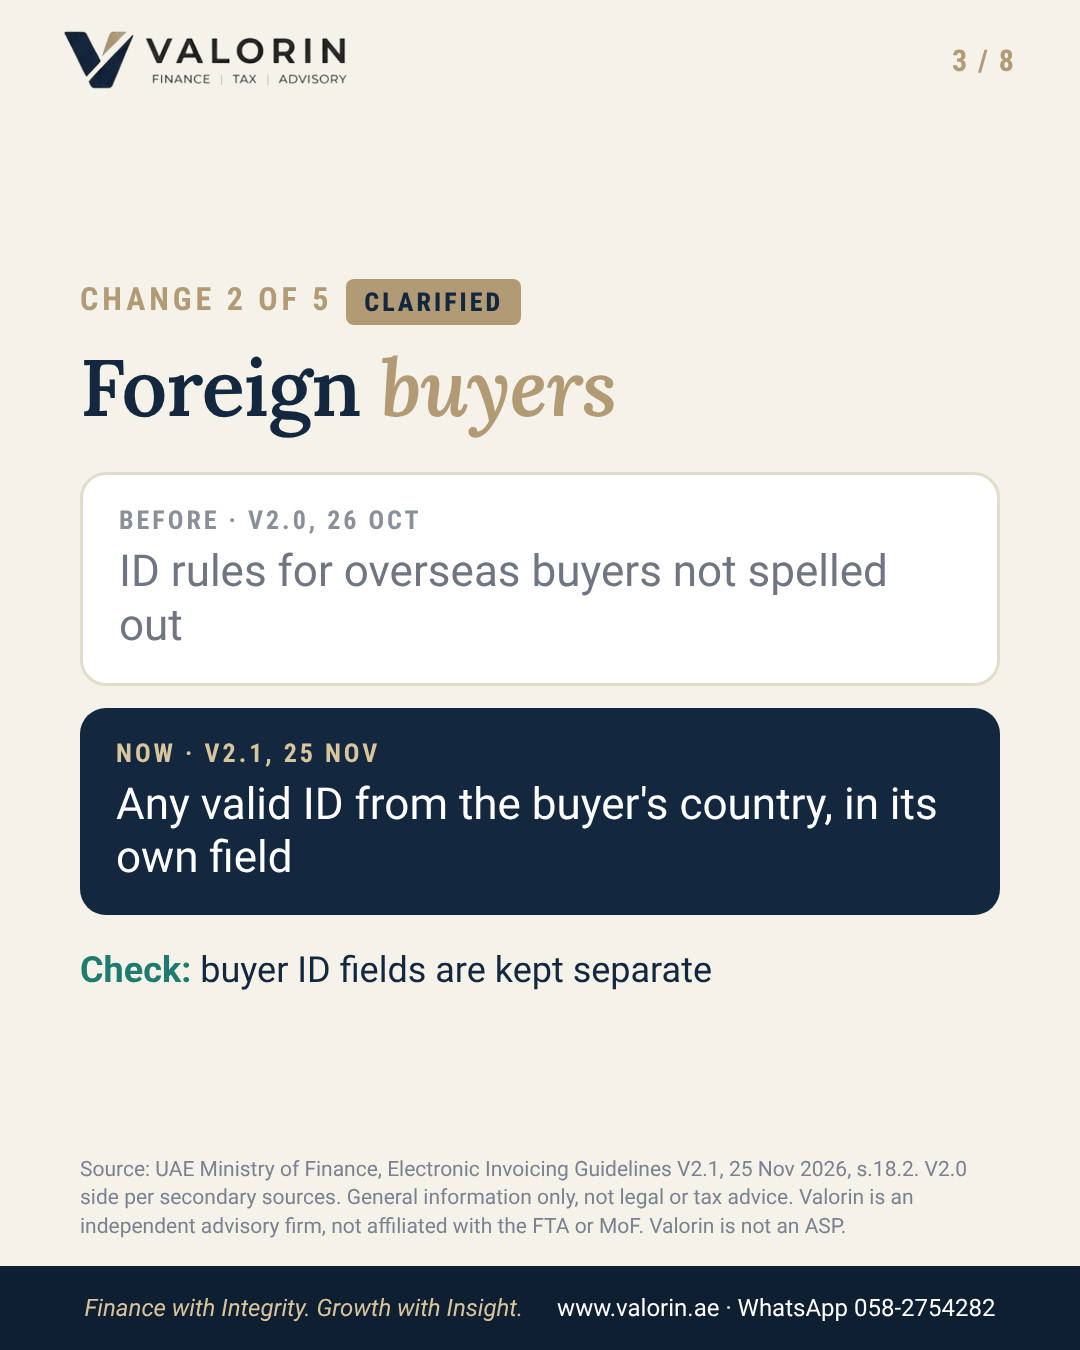 VALORIN
FINANCE | TAX | ADVISORY
3 / 8
CHANGE 2 OF 5 CLARIFIED
Foreign buyers
BEFORE · V2.0, 26 OCT
ID rules for overseas buyers not spelled
out
NOW · V2.1, 25 NOV
Any valid ID from the buyer's country, in its
own field
Check: buyer ID fields are kept separate
Source: UAE Ministry of Finance, Electronic Invoicing Guidelines V2.1, 25 Nov 2026, s.18.2. V2.0
side per secondary sources. General information only, not legal or tax advice. Valorin is an
independent advisory firm, not affiliated with the FTA or MoF. Valorin is not an ASP.
Finance with Integrity. Growth with Insight. www.valorin.ae · WhatsApp 058-2754282